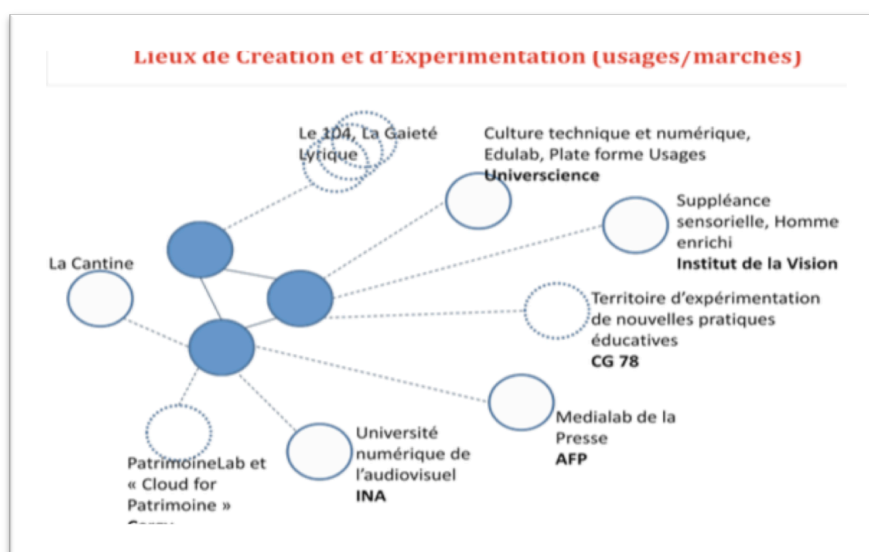 Lieux de Création et d'Expérimentation (usages/marchés)
Le 104, La Gaieté
Lyrique
Culture technique et numérique,
Edulab, Plate forme Usages
Universcience
Suppléance
sensorielle, Homme
enrichi
Institut de la Vision
La Cantine
Territoire d'expérimentation
de nouvelles pratiques
éducatives
CG 78
Medialab de la
Presse
AFP
Université
numérique de
l'audiovisuel
INA
PatrimoineLab et
« Cloud for
Patrimoine »